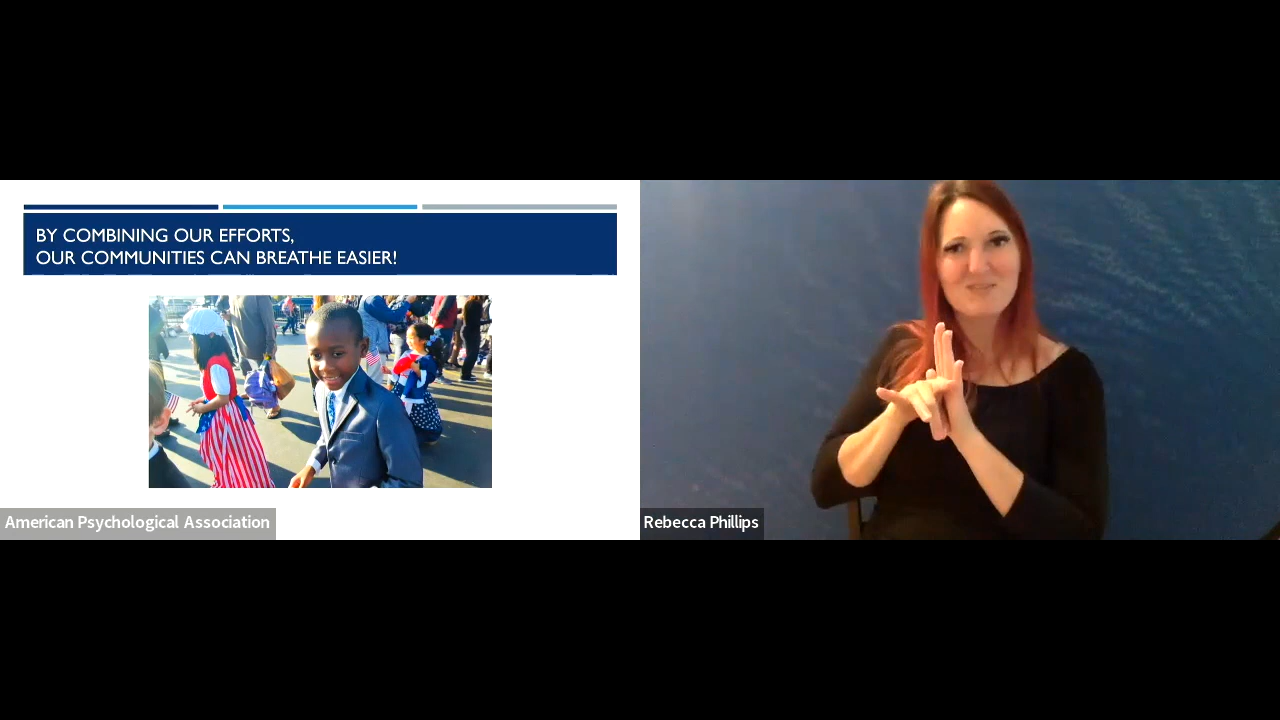 BY COMBINING OUR EFFORTS,
OUR COMMUNITIES CAN BREATHE EASIER!
American Psychological Association
Rebecca Phillips